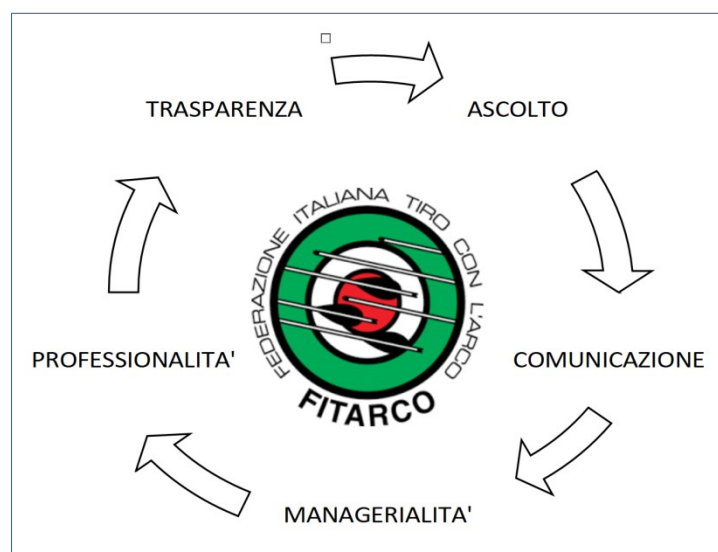 TRASPARENZA
ASCOLTO
FEDERAZIONE ITALIANA TIRO CON L'ARCO
PROFESSIONALITA'
COMUNICAZIONE
FITARCO
MANAGERIALITA'